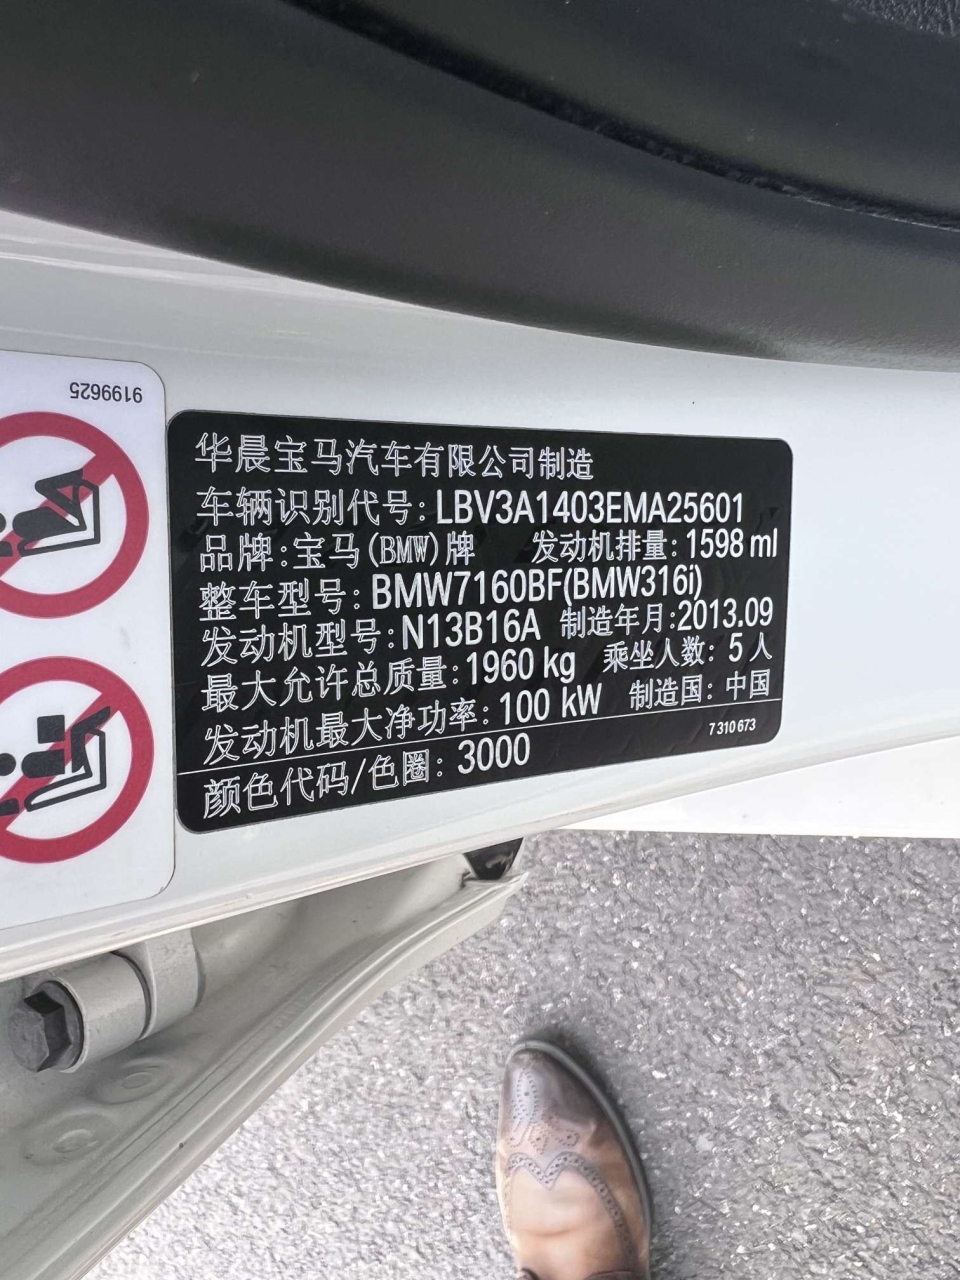 9199625
华晨宝马汽车有限公司制造
车辆识别代号: LBV3A1403EMA25601
品牌:宝马(BMW)牌 发动机排量: 1598 ml
整车型号: BMW7160BF(BMW316i)
发动机型号: N13B16A 制造年月:2013.09
最大允许总质量: 1960 kg 乘坐人数: 5 人
发动机最大净功率: 100 kW 制造国: 中国
7 310 673
颜色代码/色圈: 3000